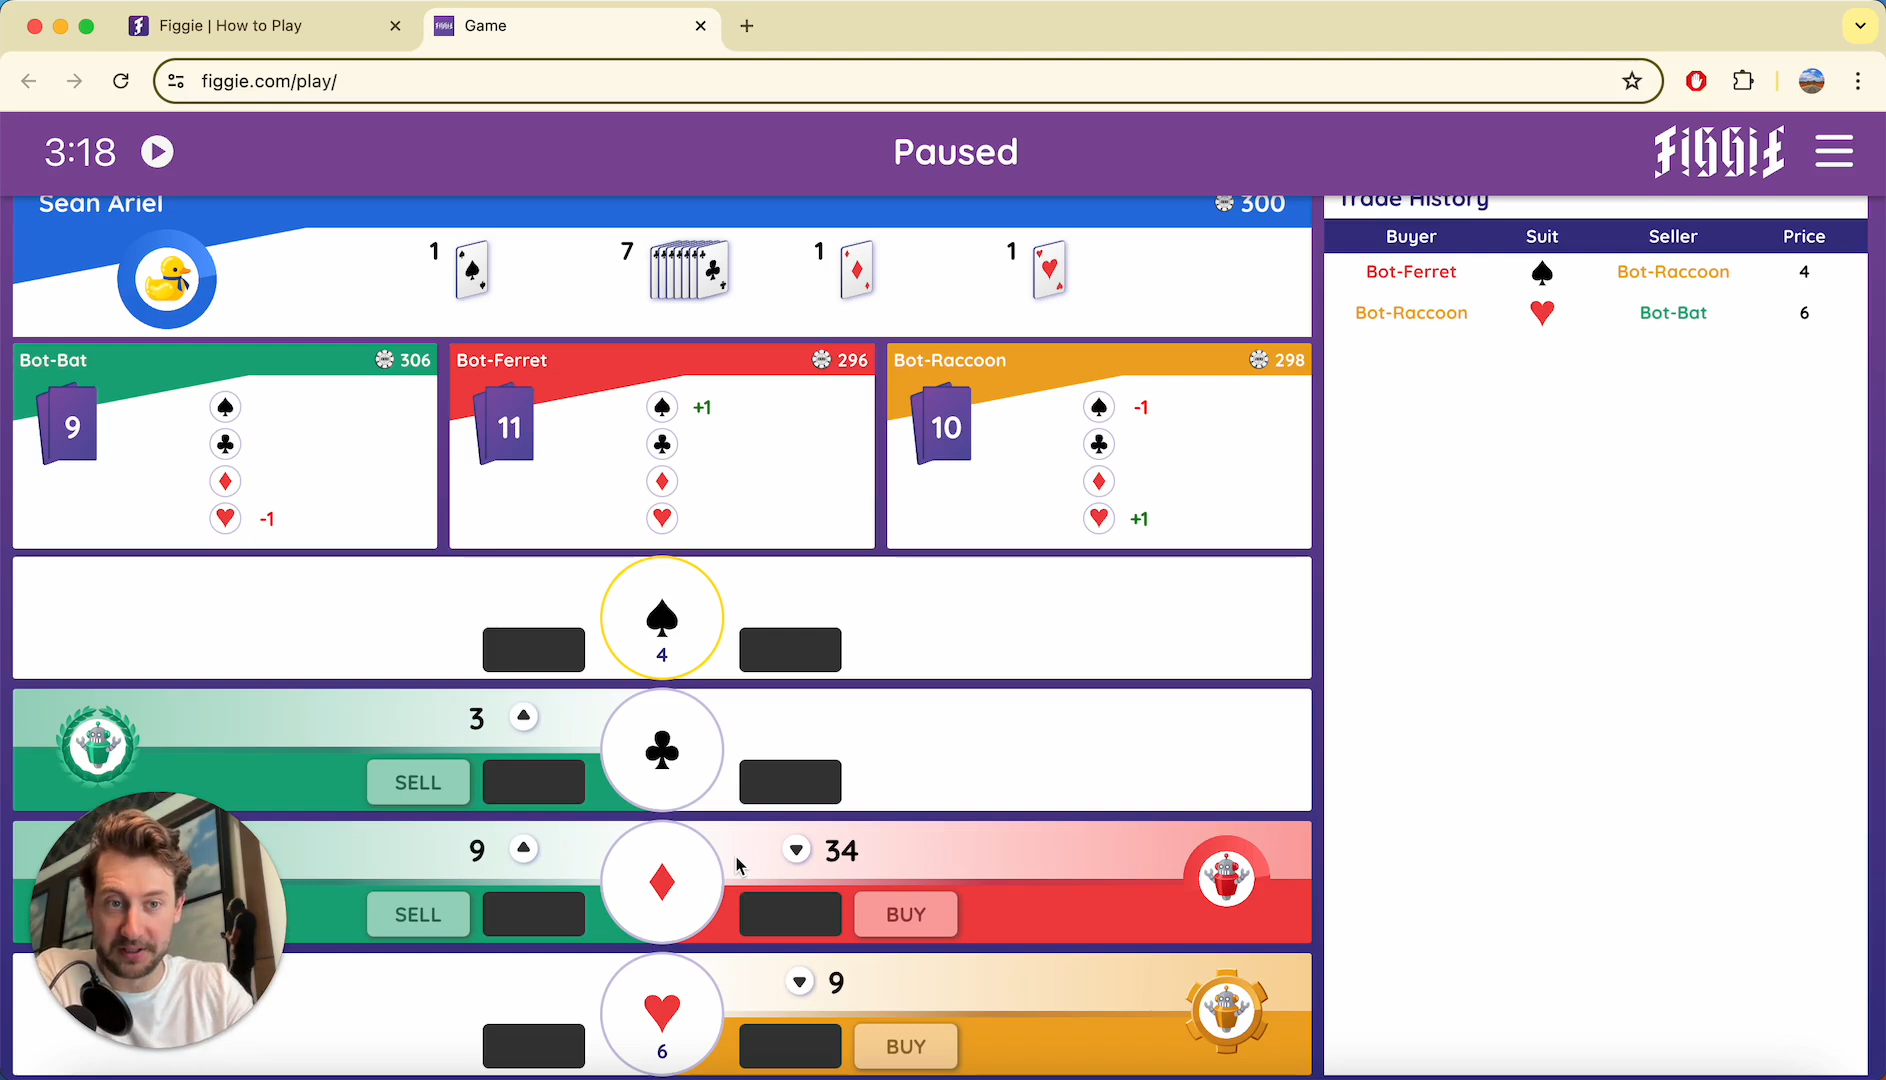 Figgie | How to Play
Game
figgie.com/play/
3:18
Paused
FIGGIE
Sean Ariel
300
1
7
1
1
Trade History
Buyer Suit Seller Price
Bot-Ferret Bot-Raccoon 4
Bot-Raccoon Bot-Bat 6
Bot-Bat
306
9
-1
Bot-Ferret
296
11
+1
Bot-Raccoon
298
10
-1
+1
4
3
SELL
9
34
SELL
BUY
9
6
BUY